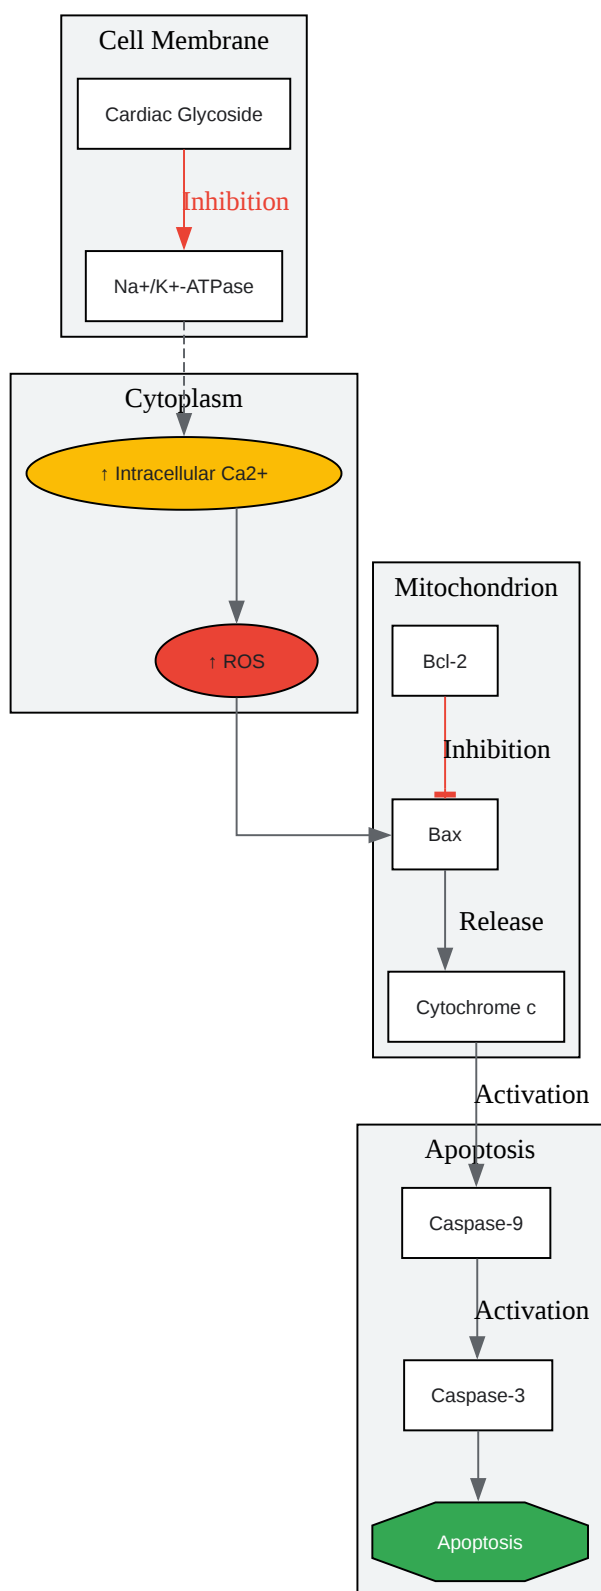 Cell Membrane
Cardiac Glycoside
Inhibition
Na+/K+-ATPase
Cytoplasm
↑ Intracellular Ca2+
↑ ROS
Mitochondrion
Bcl-2
Inhibition
Bax
Release
Cytochrome c
Activation
Apoptosis
Caspase-9
Activation
Caspase-3
Apoptosis